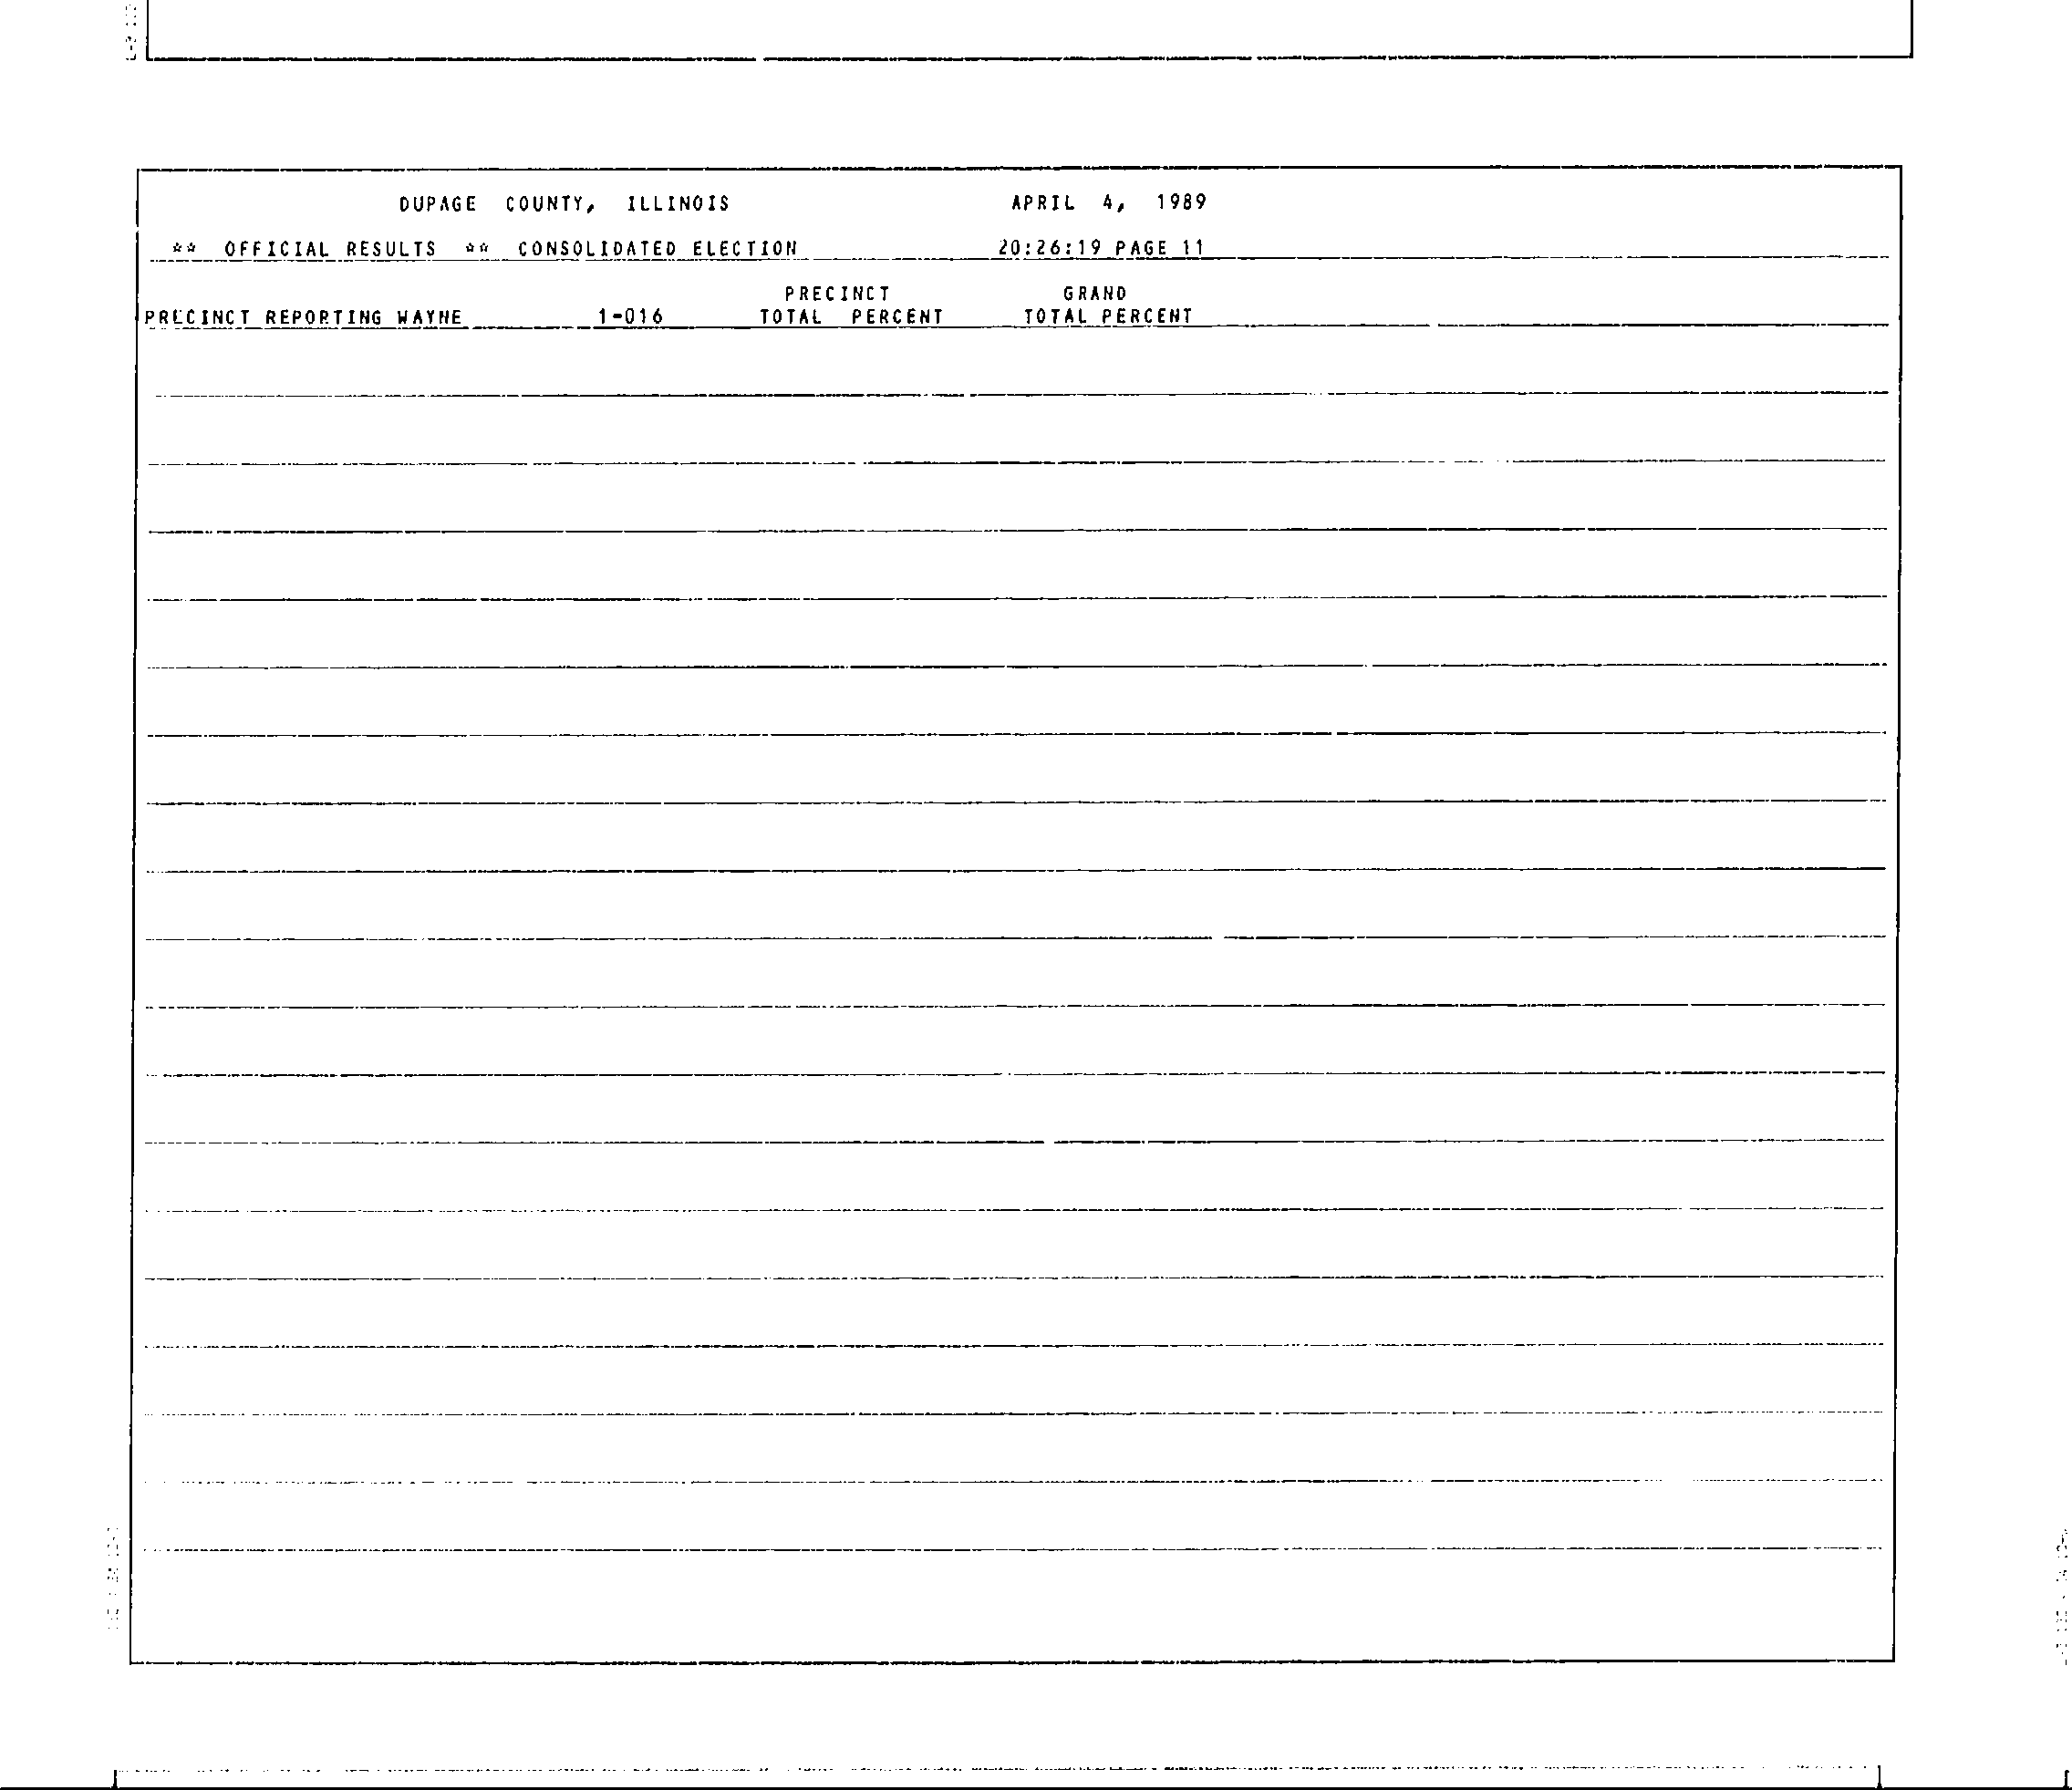 DUPAGE COUNTY, ILLINOIS APRIL 4, 1989
** OFFICIAL RESULTS ** CONSOLIDATED ELECTION 20:26:19 PAGE 11
PRECINCT GRAND
PRECINCT REPORTING WAYNE 1-016 TOTAL PERCENT TOTAL PERCENT